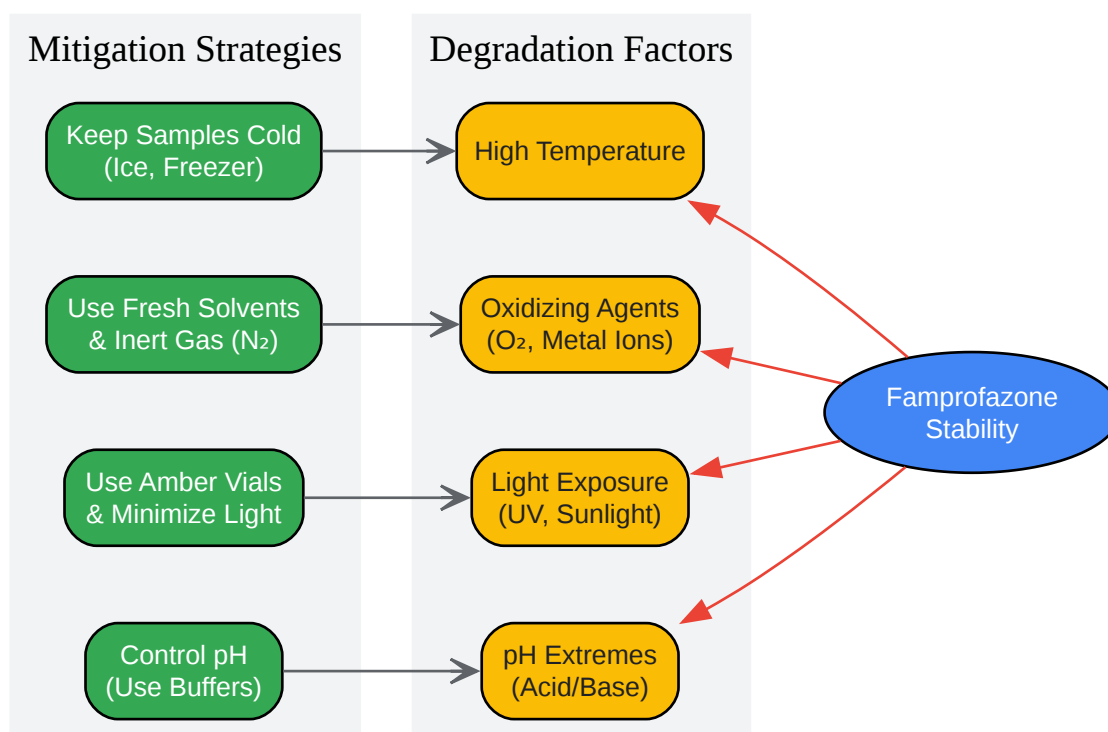 Mitigation Strategies
Degradation Factors
Keep Samples Cold
(Ice, Freezer)
High Temperature
Use Fresh Solvents
& Inert Gas (N₂)
Oxidizing Agents
(O₂, Metal Ions)
Famprofazone
Stability
Use Amber Vials
& Minimize Light
Light Exposure
(UV, Sunlight)
Control pH
(Use Buffers)
pH Extremes
(Acid/Base)